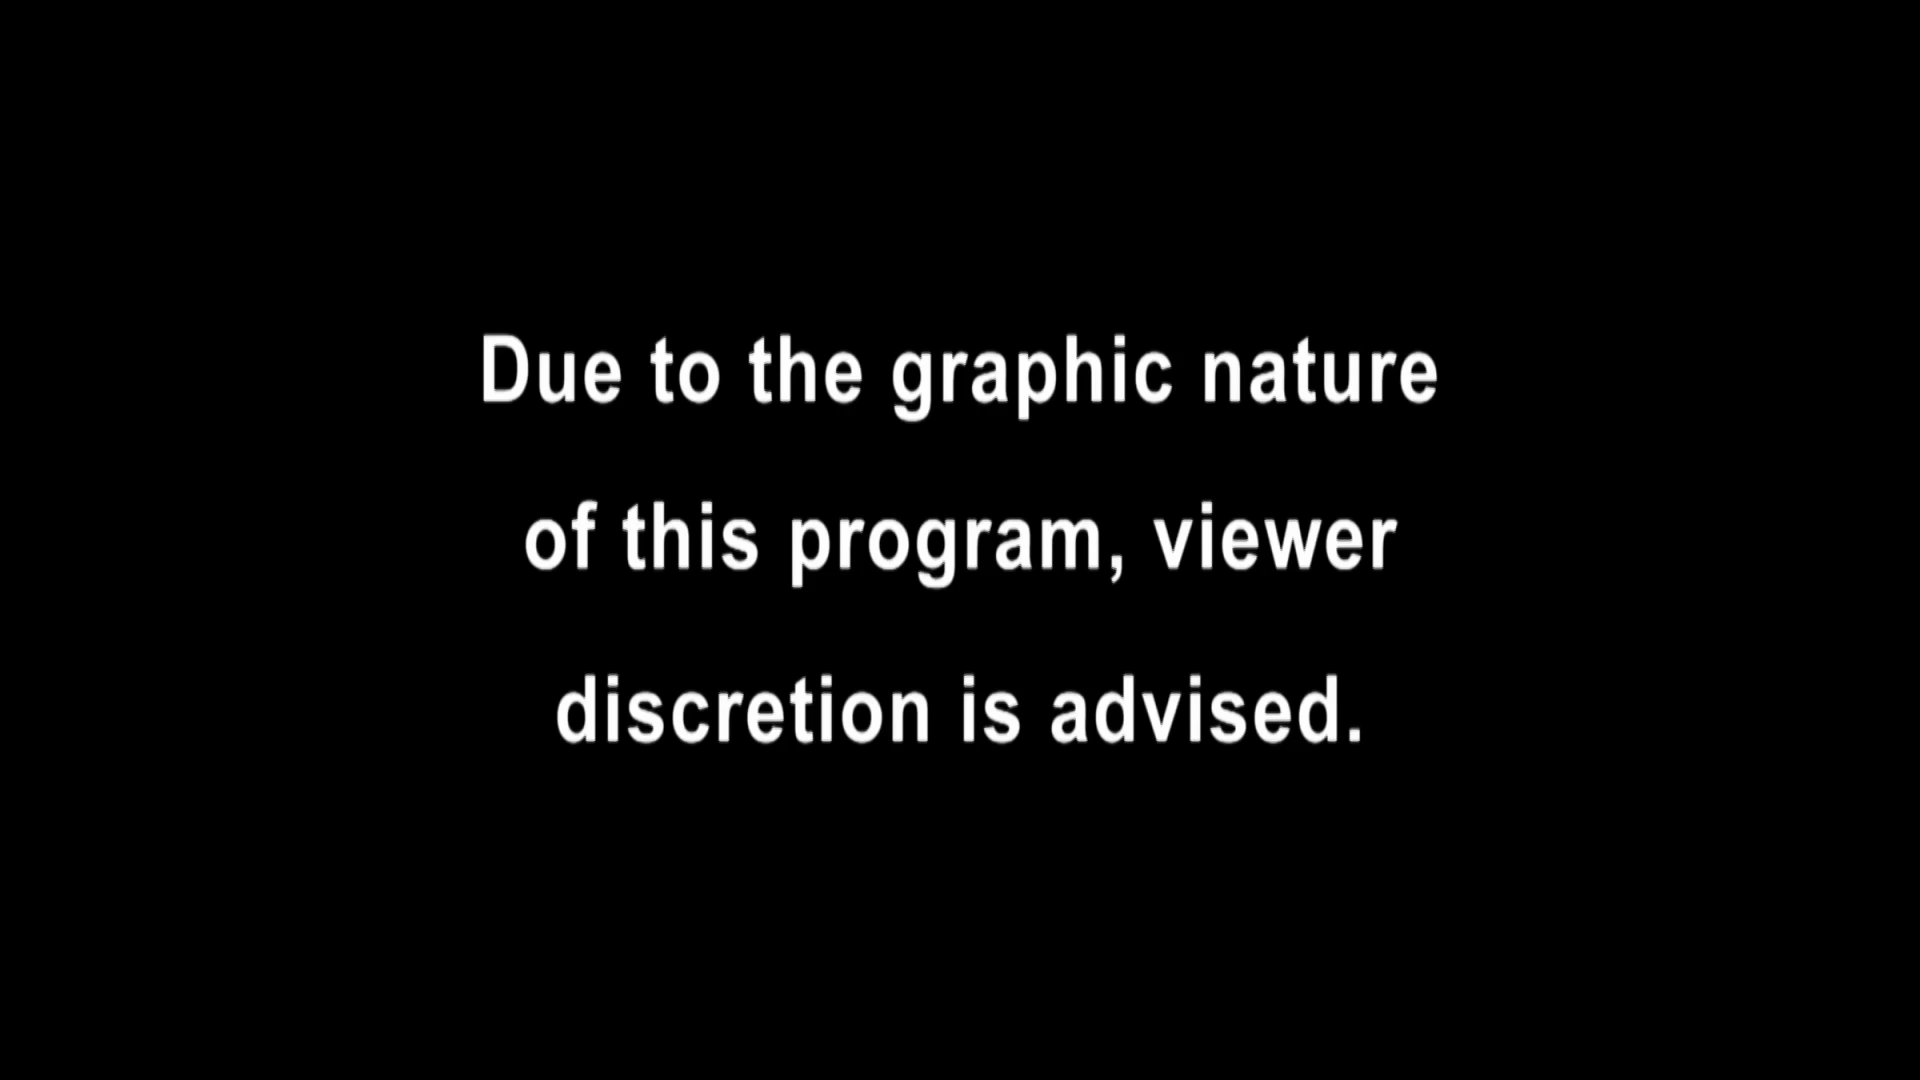 Due to the graphic nature
of this program, viewer
discretion is advised.